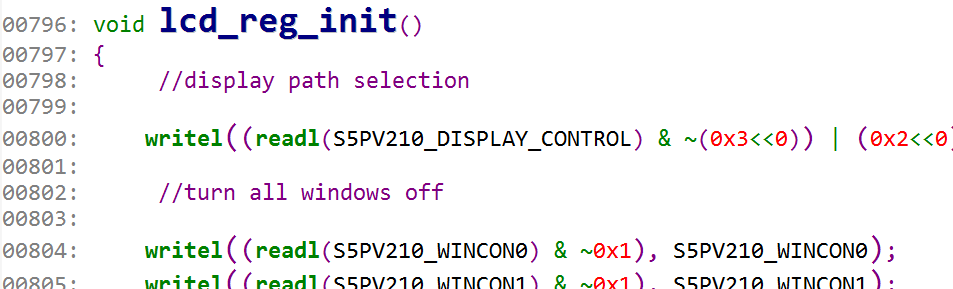 00796: void lcd_reg_init()
00797: {
00798: //display path selection
00799:
00800: writel((readl(S5PV210_DISPLAY_CONTROL) & ~(0x3<<0)) | (0x2<<0)
00801:
00802: //turn all windows off
00803:
00804: writel((readl(S5PV210_WINCON0) & ~0x1), S5PV210_WINCON0);
00805: writel((readl(S5PV210_WINCON1) & ~0x1), S5PV210_WINCON1);